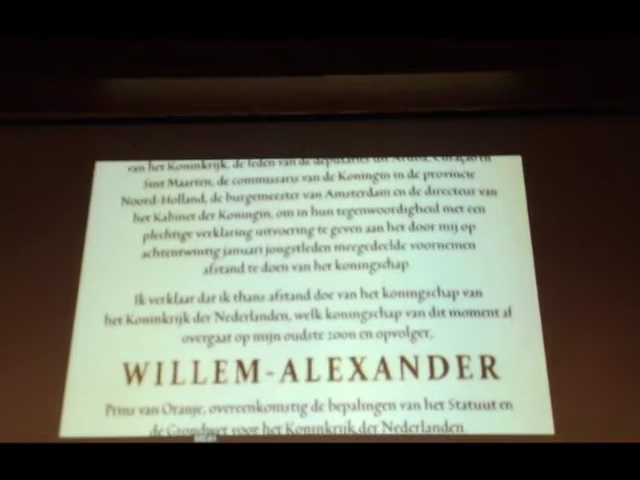 van het Koninkrijk, de leden van de deputaties uit Aruba, Curaçao en
Sint Maarten, de commissaris van de Koningin in de provincie
Noord-Holland, de burgemeester van Amsterdam en de directeur van
het Kabinet der Koningin, om in hun tegenwoordigheid met een
plechtige verklaring uitvoering te geven aan het door mij op
achtentwintig januari jongstleden meegedeelde voornemen
afstand te doen van het koningschap.
Ik verklaar dat ik thans afstand doe van het koningschap van
het Koninkrijk der Nederlanden, welk koningschap van dit moment af
overgaat op mijn oudste zoon en opvolger,
WILLEM-ALEXANDER
Prins van Oranje, overeenkomstig de bepalingen van het Statuut en
de Grondwet voor het Koninkrijk der Nederlanden